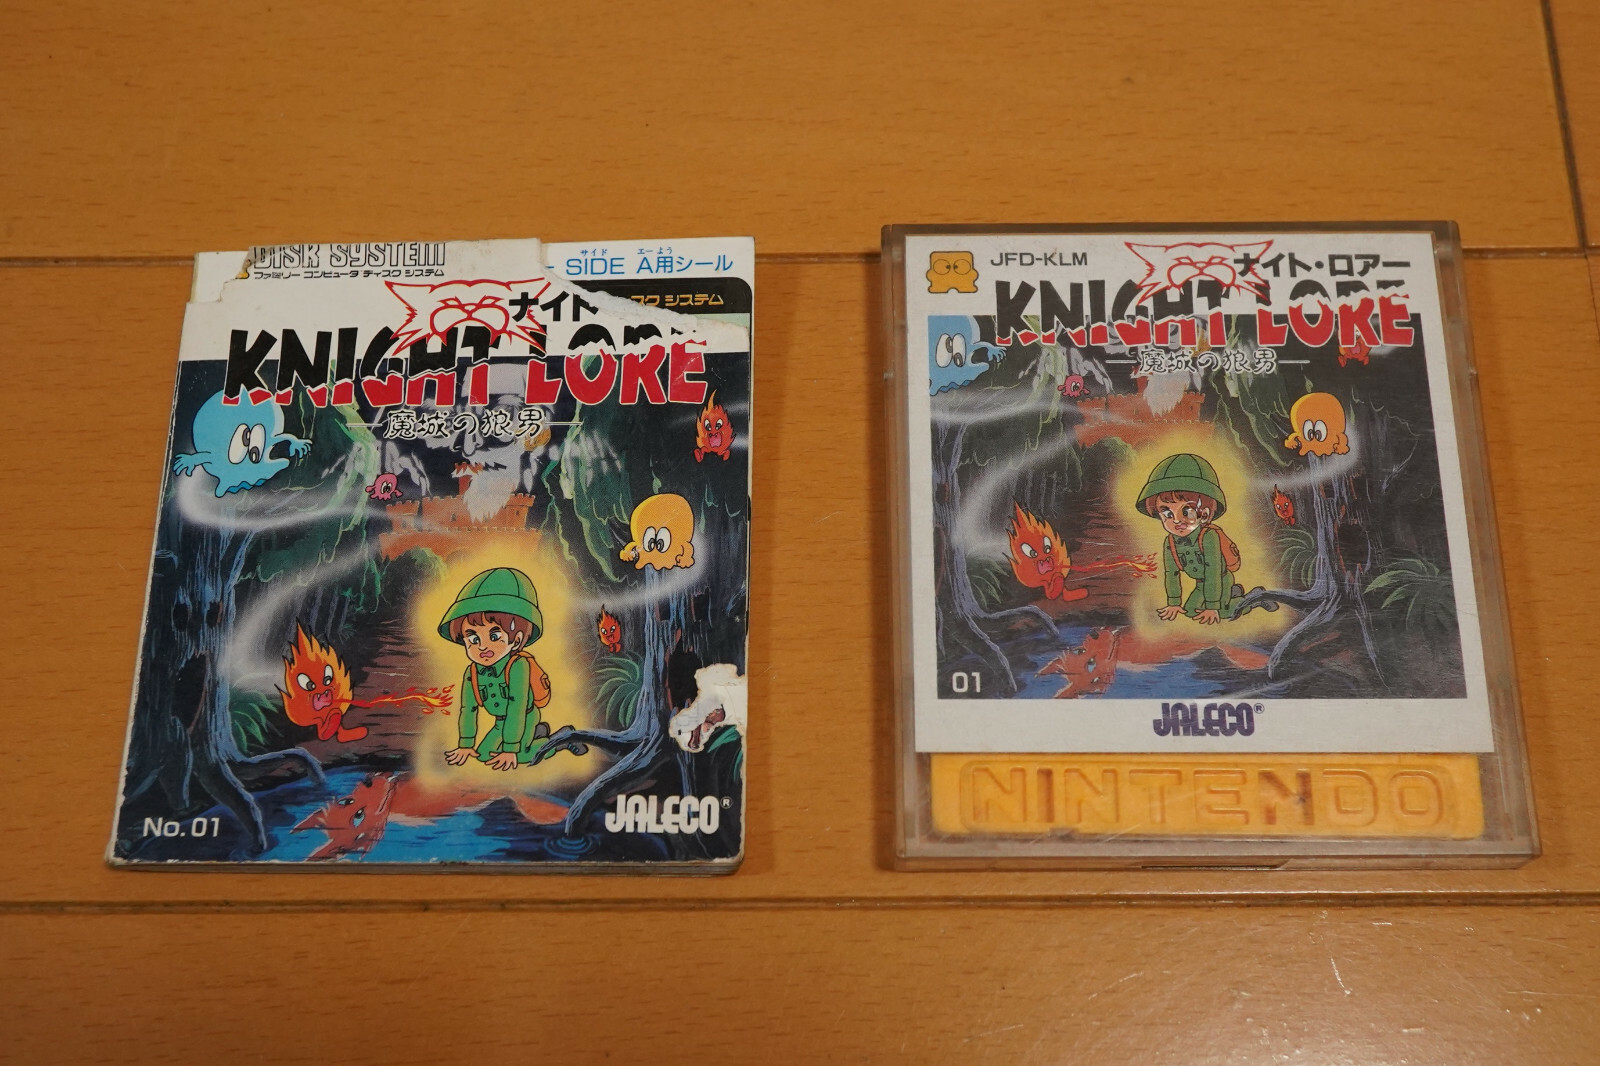 DISK SYSTEM
ファミリー コンピュータ ディスク システム
サイド エーよう
SIDE A用シール
スク システム
ナイト
KNIGHT LORE
魔城の狼男
No. 01
JALECO®
JFD-KLM
ナイト・ロアー
KNIGHT LORE
魔城の狼男
01
JALECO®
NINTENDO